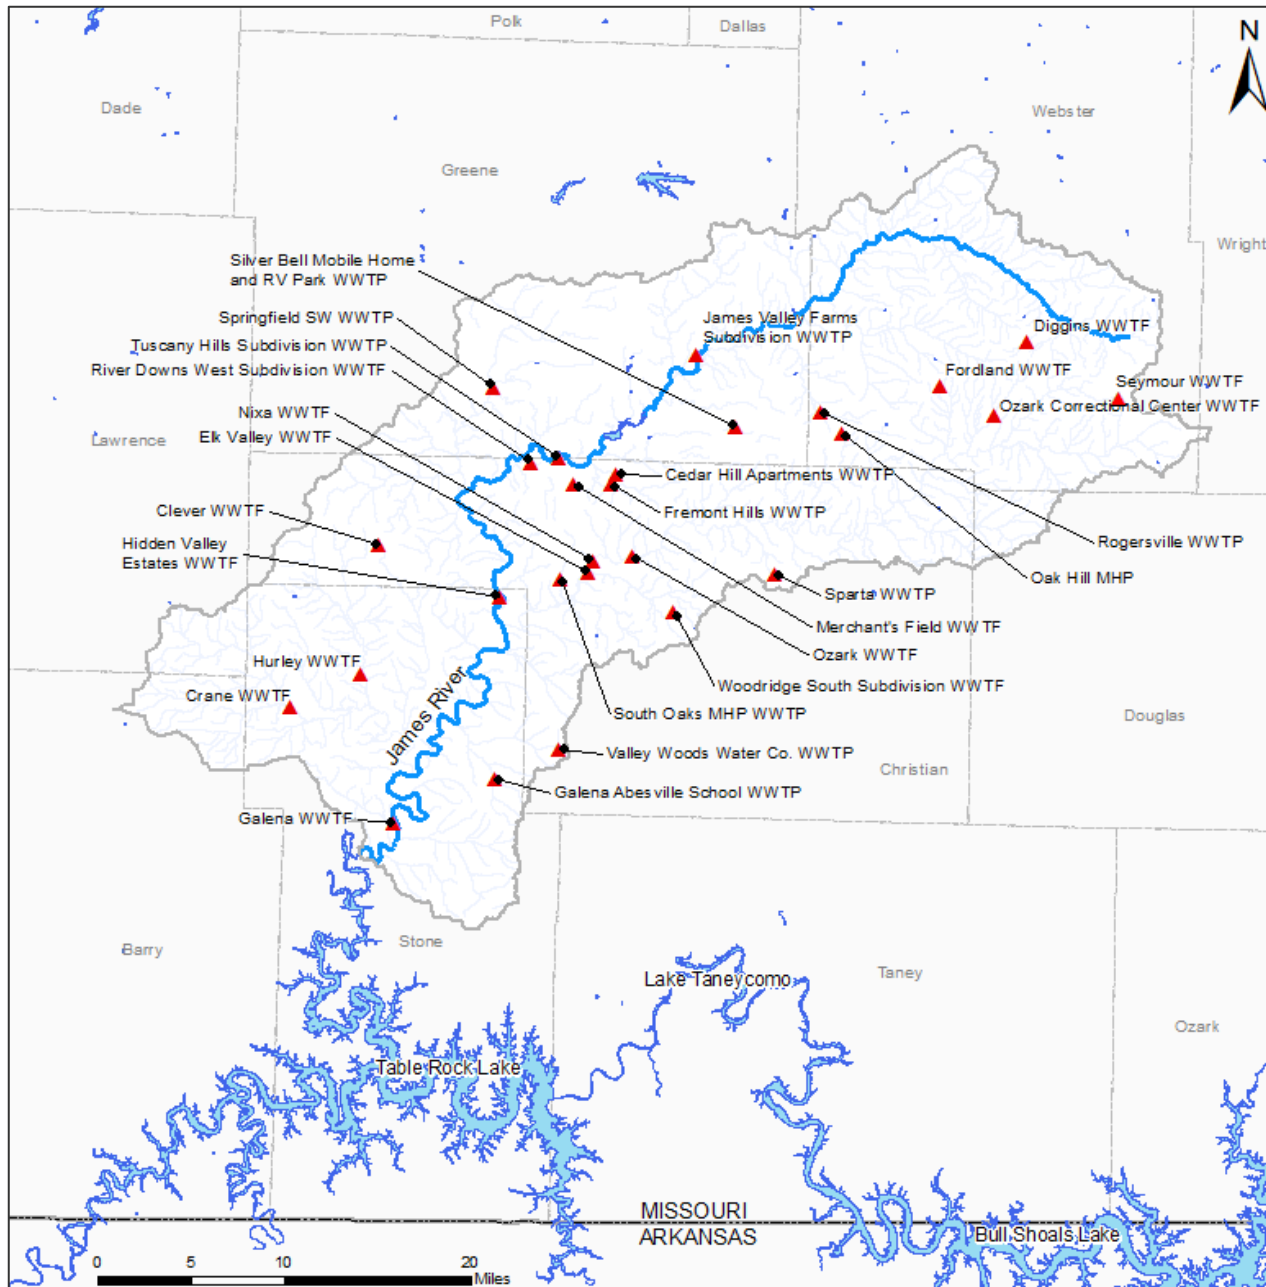 Polk
Dallas
N
Dade
Webster
Greene
Wright
Silver Bell Mobile Home
and RV Park WWTP
Springfield SW WWTP
James Valley Farms
Subdivision WWTP
Diggins WWTF
Tuscany Hills Subdivision WWTP
River Downs West Subdivision WWTF
Fordland WWTF
Seymour WWTF
Ozark Correctional Center WWTF
Nixa WWTF
Elk Valley WWTF
Lawrence
Cedar Hill Apartments WWTP
Fremont Hills WWTP
Clever WWTF
Rogersville WWTP
Hidden Valley
Estates WWTF
Oak Hill MHP
Sparta WWTP
Merchant's Field WWTF
Ozark WWTF
Hurley WWTF
Woodridge South Subdivision WWTF
Crane WWTF
James River
South Oaks MHP WWTP
Douglas
Valley Woods Water Co. WWTP
Christian
Galena Abesville School WWTP
Galena WWTF
Barry
Stone
Lake Taneycomo
Taney
Ozark
Table Rock Lake
MISSOURI
ARKANSAS
Bull Shoals Lake
0 5 10 20
Miles